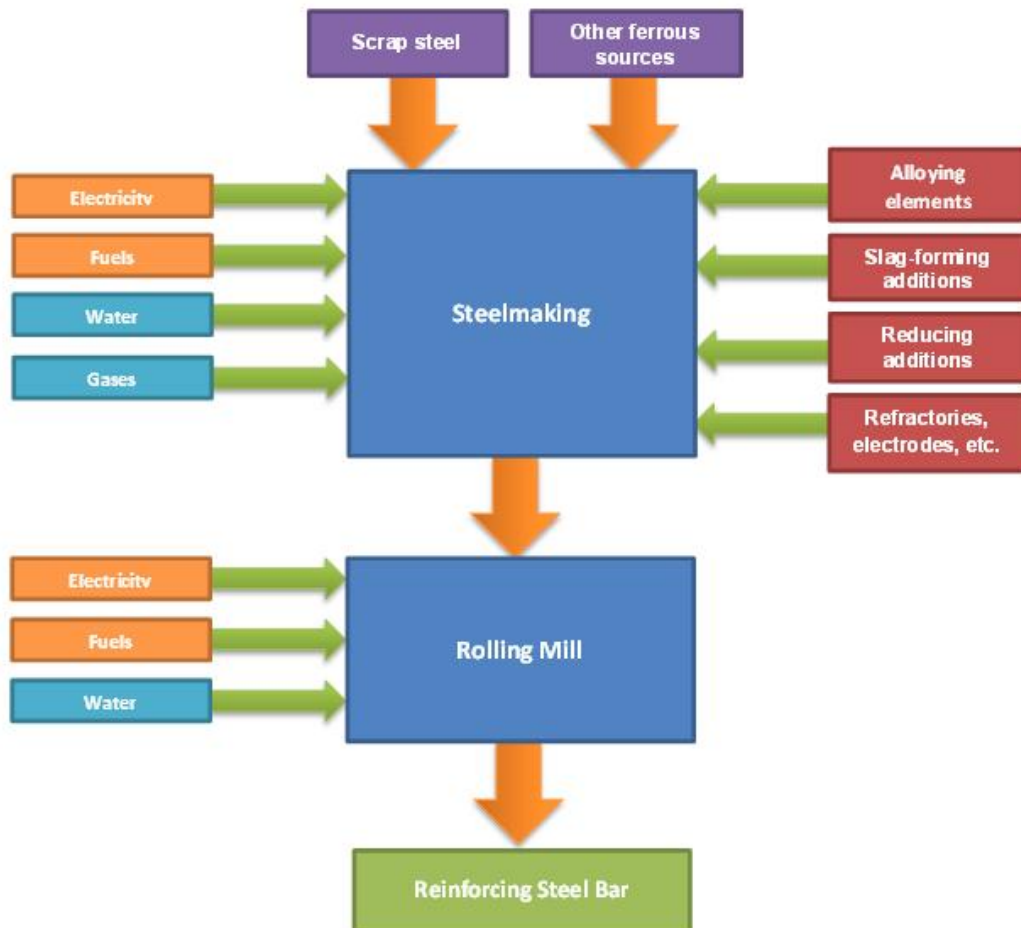 Scrap steel
Other ferrous
sources
Electricity
Fuels
Water
Gases
Steelmaking
Alloying
elements
Slag-forming
additions
Reducing
additions
Refractories,
electrodes, etc.
Electricity
Fuels
Water
Rolling Mill
Reinforcing Steel Bar